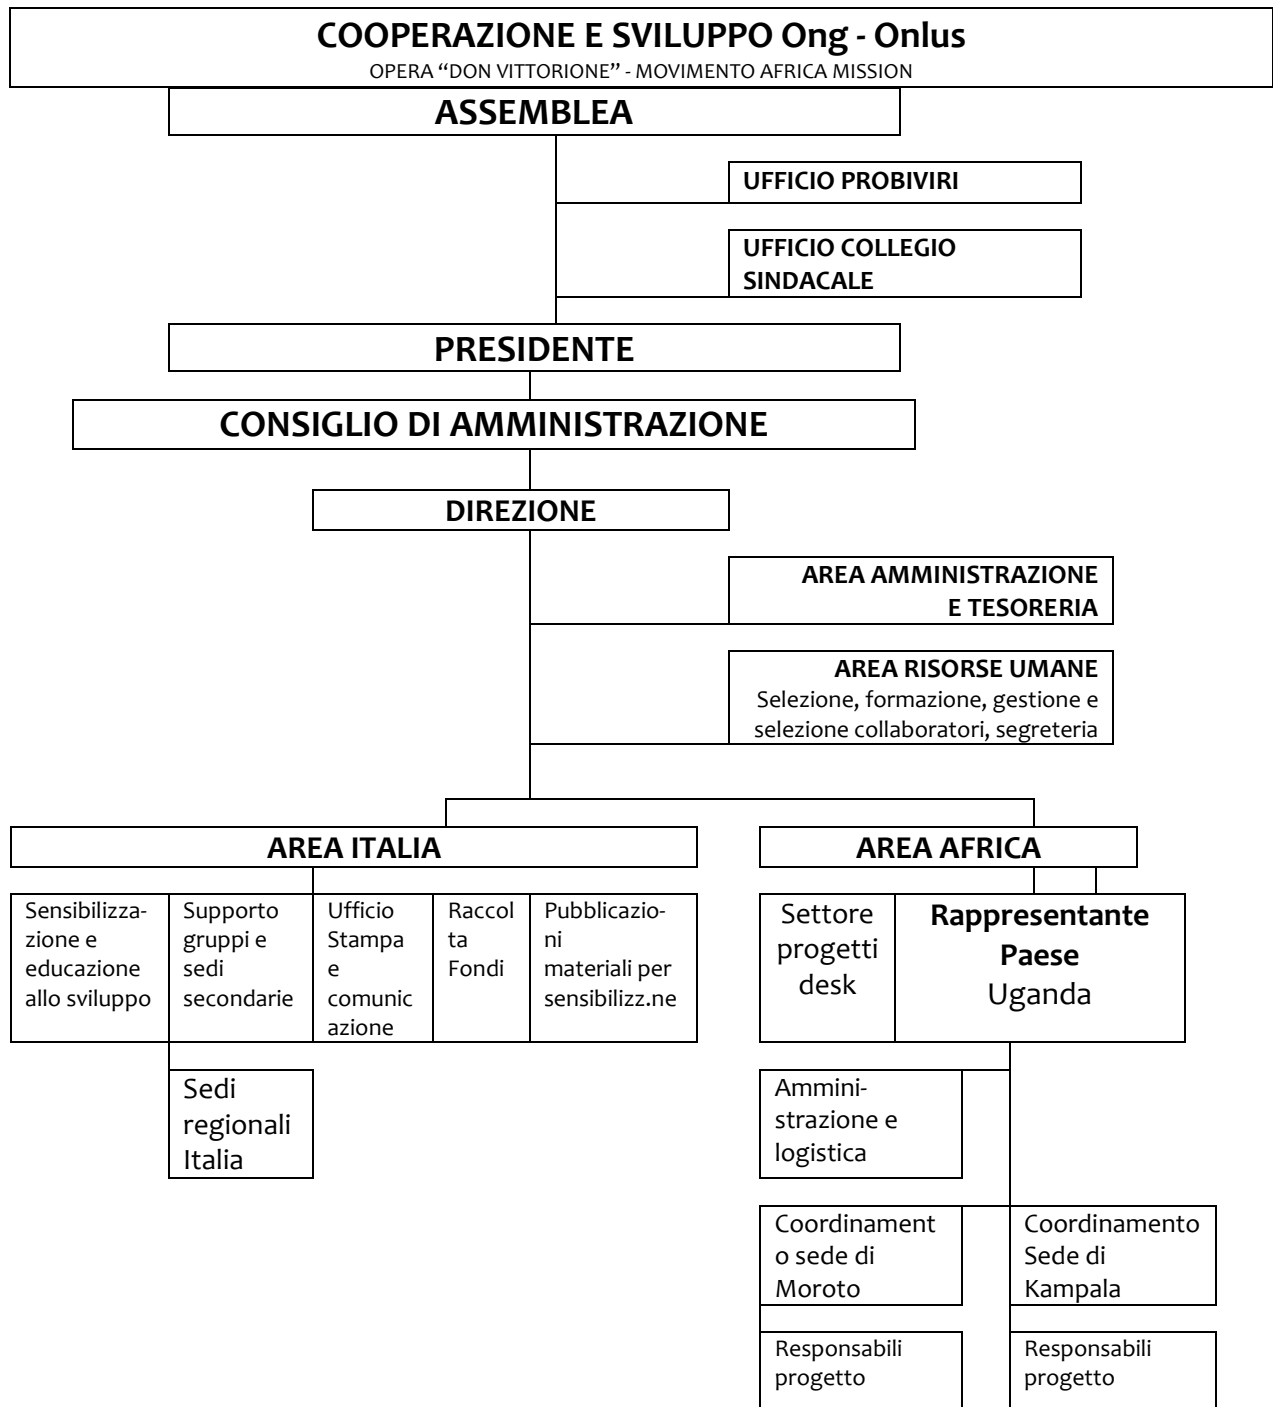 COOPERAZIONE E SVILUPPO Ong - Onlus
OPERA “DON VITTORIONE” - MOVIMENTO AFRICA MISSION
ASSEMBLEA
UFFICIO PROBIVIRI
UFFICIO COLLEGIO
SINDACALE
PRESIDENTE
CONSIGLIO DI AMMINISTRAZIONE
DIREZIONE
AREA AMMINISTRAZIONE
E TESORERIA
AREA RISORSE UMANE
Selezione, formazione, gestione e
selezione collaboratori, segreteria
AREA ITALIA
Sensibilizza-
zione e
educazione
allo sviluppo
Supporto
gruppi e
sedi
secondarie
Ufficio
Stampa
e
comunic
azione
Raccol
ta
Fondi
Pubblicazio-
ni
materiali per
sensibilizz.ne
Sedi
regionali
Italia
AREA AFRICA
Settore
progetti
desk
Rappresentante
Paese
Uganda
Ammini-
strazione e
logistica
Coordinament
o sede di
Moroto
Coordinamento
Sede di
Kampala
Responsabili
progetto
Responsabili
progetto